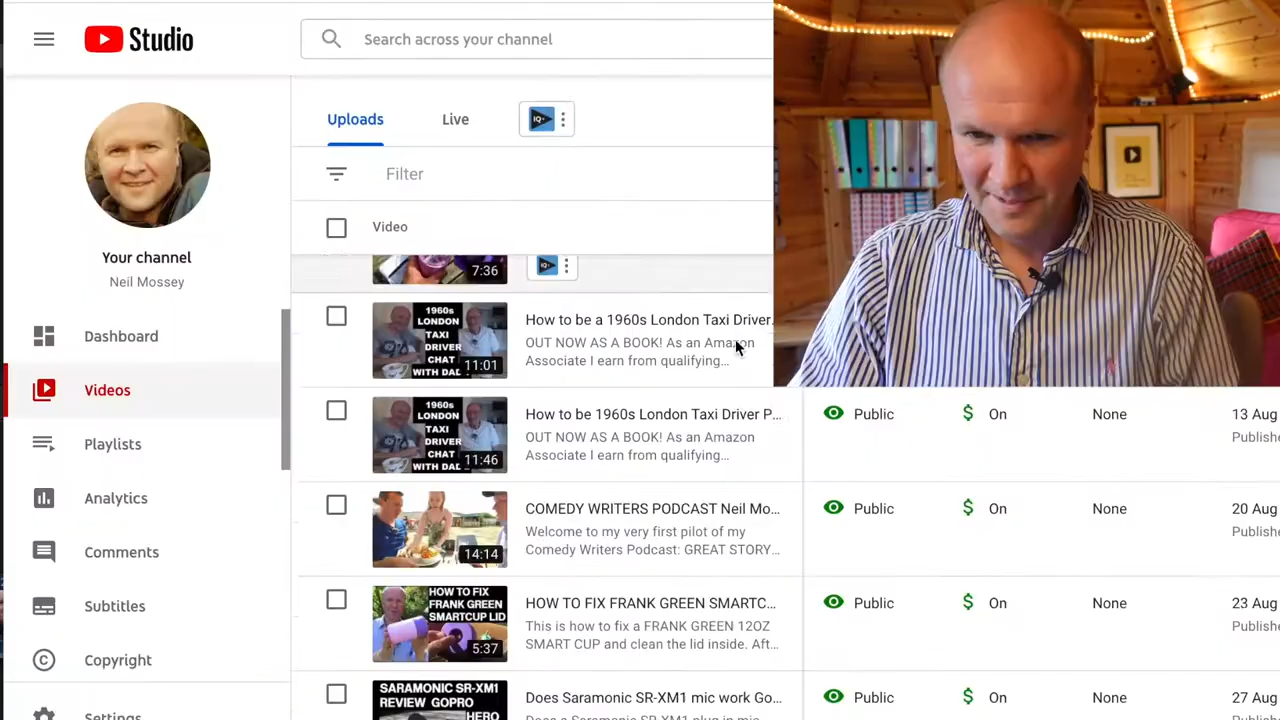 Studio
Search across your channel
Your channel
Neil Mossey
Dashboard
Videos
Playlists
Analytics
Comments
Subtitles
Copyright
Settings
Uploads
Live
IQ+
Filter
Video
7:36
IQ+
1960s
LONDON
TAXI
DRIVER
CHAT
WITH DAD
11:01
How to be a 1960s London Taxi Driver...
OUT NOW AS A BOOK! As an Amazon
Associate I earn from qualifying...
1960s
LONDON
TAXI
DRIVER
CHAT
WITH DAD
11:46
How to be 1960s London Taxi Driver P...
OUT NOW AS A BOOK! As an Amazon
Associate I earn from qualifying...
Public
$ On
None
13 Aug
Publishe
14:14
COMEDY WRITERS PODCAST Neil Mo...
Welcome to my very first pilot of my
Comedy Writers Podcast: GREAT STORY...
Public
$ On
None
20 Aug
Publishe
HOW TO FIX
FRANK GREEN
SMARTCUP LID
5:37
HOW TO FIX FRANK GREEN SMARTC...
This is how to fix a FRANK GREEN 12OZ
SMART CUP and clean the lid inside. Aft...
Public
$ On
None
23 Aug
Publishe
SARAMONIC SR-XM1
REVIEW GOPRO
HERO
Does Saramonic SR-XM1 mic work Go...
Public
$ On
None
27 Aug